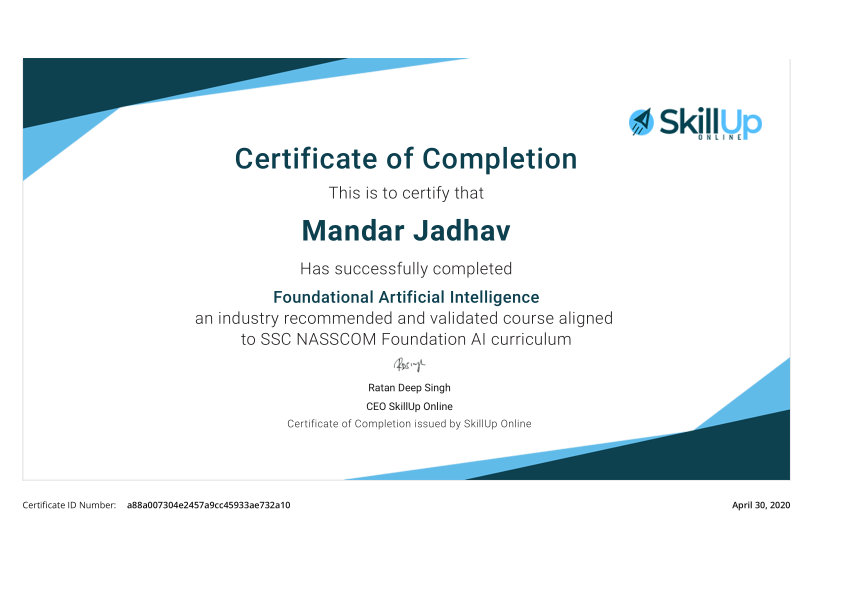 SkillUp
ONLINE
Certificate of Completion
This is to certify that
Mandar Jadhav
Has successfully completed
Foundational Artificial Intelligence
an industry recommended and validated course aligned
to SSC NASSCOM Foundation AI curriculum
Ratan Deep Singh
CEO SkillUp Online
Certificate of Completion issued by SkillUp Online
Certificate ID Number: a88a007304e2457a9cc45933ae732a10
April 30, 2020